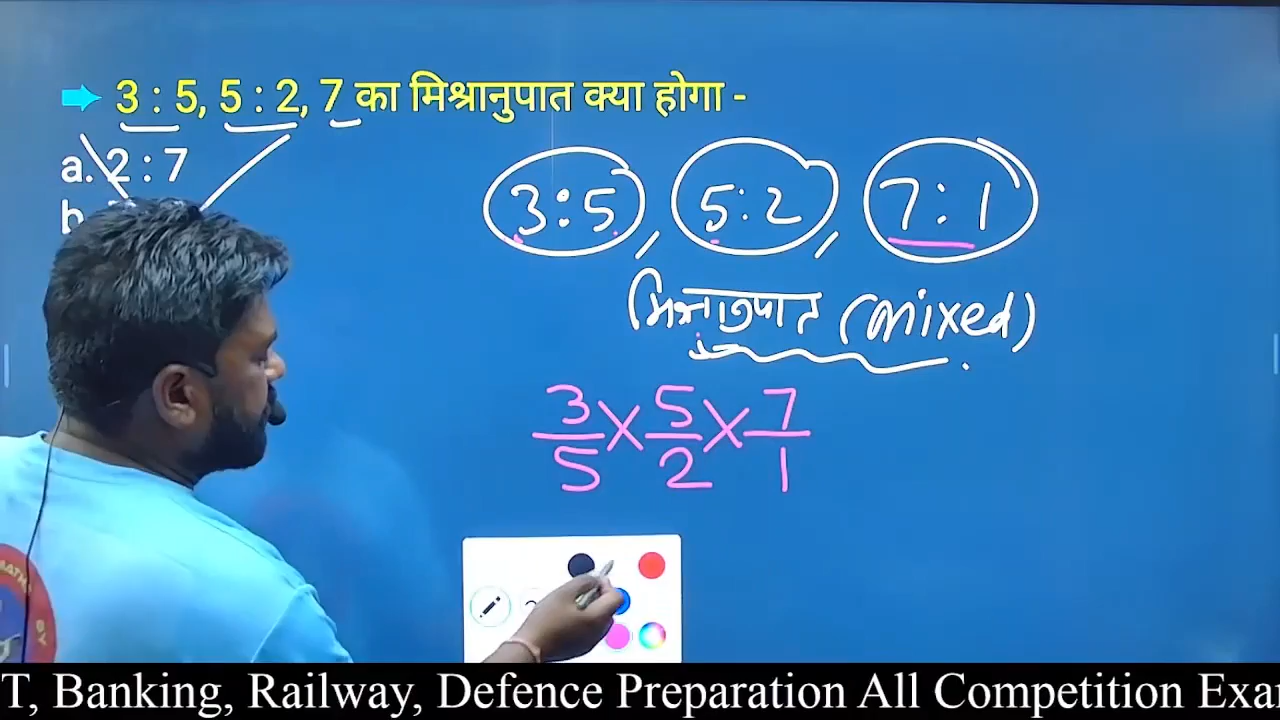 3 : 5, 5 : 2, 7 का मिश्रानुपात क्या होगा -
a. 2 : 7
b
3:5, 5:2, 7:1
मिश्रानुपात (Mixed)
3/5 × 5/2 × 7/1
T, Banking, Railway, Defence Preparation All Competition Exa